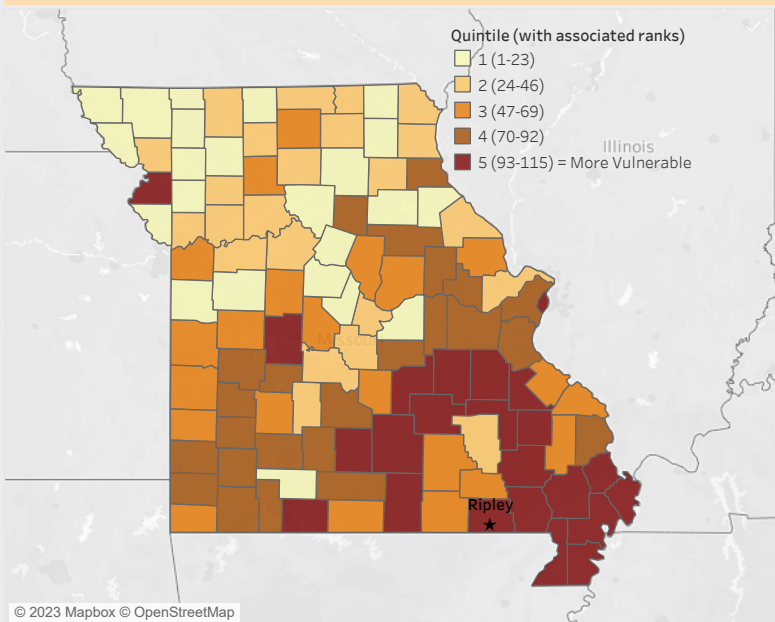 Quintile (with associated ranks)
1 (1-23)
2 (24-46)
3 (47-69)
4 (70-92)
5 (93-115) = More Vulnerable
Illinois
Missouri
Ripley
© 2023 Mapbox © OpenStreetMap